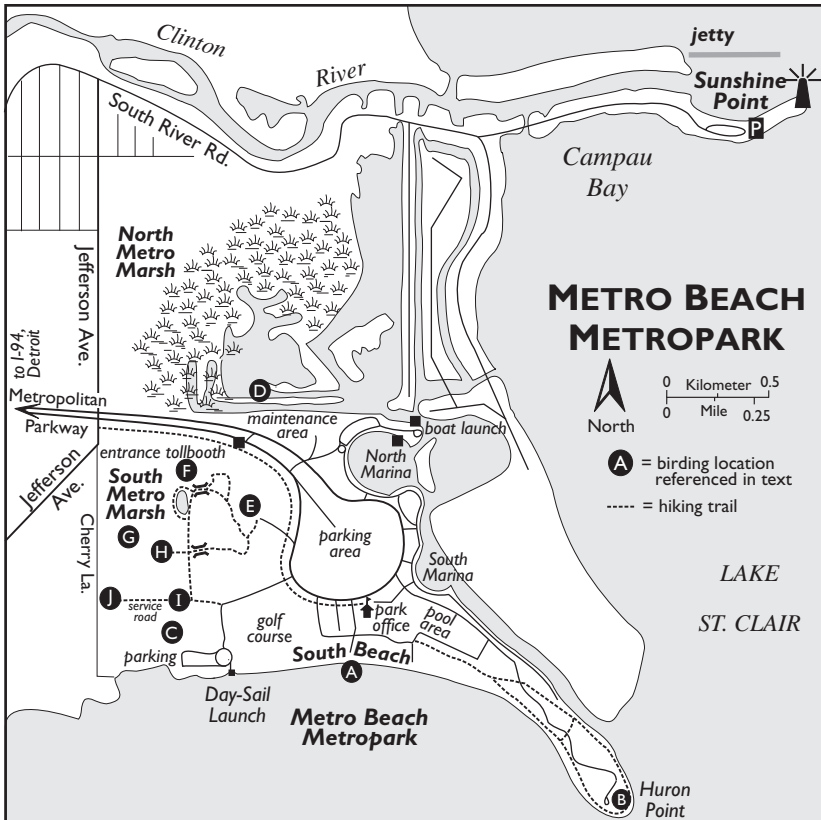 Clinton
River
jetty
Sunshine
Point
P
South River Rd.
Campau
Bay
North
Metro
Marsh
Jefferson Ave.
to I-94,
Detroit
METRO BEACH
METROPARK
North
0 Kilometer 0.5
0 Mile 0.25
A = birding location
referenced in text
= hiking trail
D
Metropolitan
Parkway
maintenance
area
boat launch
North
Marina
entrance tollbooth
Jefferson
Ave.
South
Metro
Marsh
F
E
G
H
parking
area
South
Marina
Cherry La.
J
service
road
I
C
parking
golf
course
park
office
pool
area
South Beach
A
Day-Sail
Launch
Metro Beach
Metropark
LAKE
ST. CLAIR
Huron
Point
B